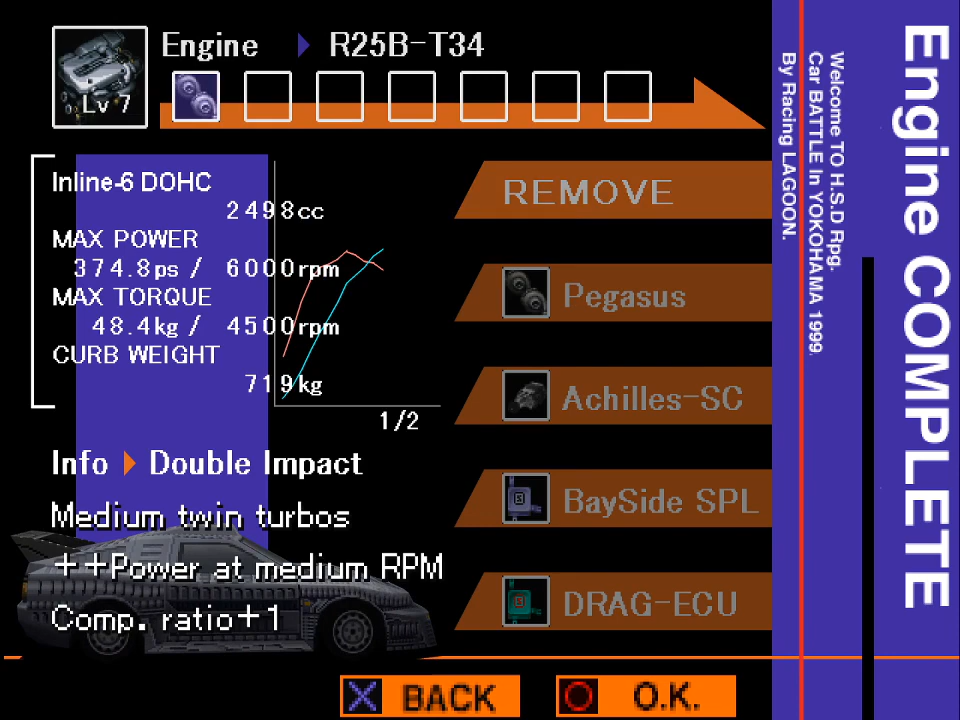 Engine R25B-T34
Lv 7
Inline-6 DOHC
2498cc
MAX POWER
374.8ps / 6000rpm
MAX TORQUE
48.4kg / 4500rpm
CURB WEIGHT
719kg
1/2
Info Double Impact
Medium twin turbos
++Power at medium RPM
Comp. ratio+1
REMOVE
Pegasus
Achilles-SC
BaySide SPL
DRAG-ECU
X BACK
O O.K.
Engine COMPLETE
Welcome TO H.S.D Rpg.
Car BATTLE In YOKOHAMA 1999.
By Racing LAGOON.